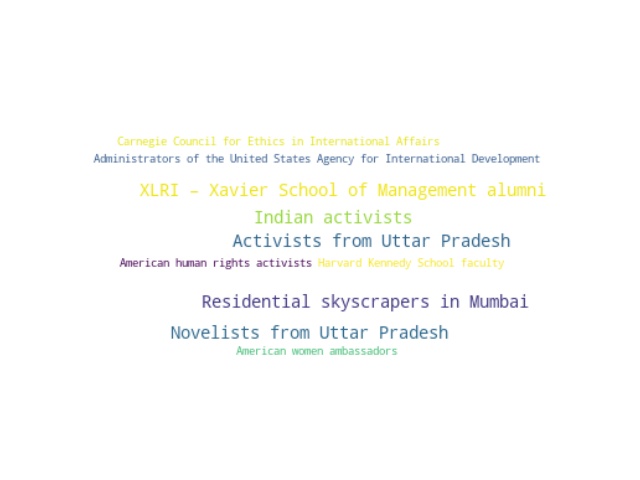 Carnegie Council for Ethics in International Affairs
Administrators of the United States Agency for International Development
XLRI – Xavier School of Management alumni
Indian activists
Activists from Uttar Pradesh
American human rights activists Harvard Kennedy School faculty
Residential skyscrapers in Mumbai
Novelists from Uttar Pradesh
American women ambassadors